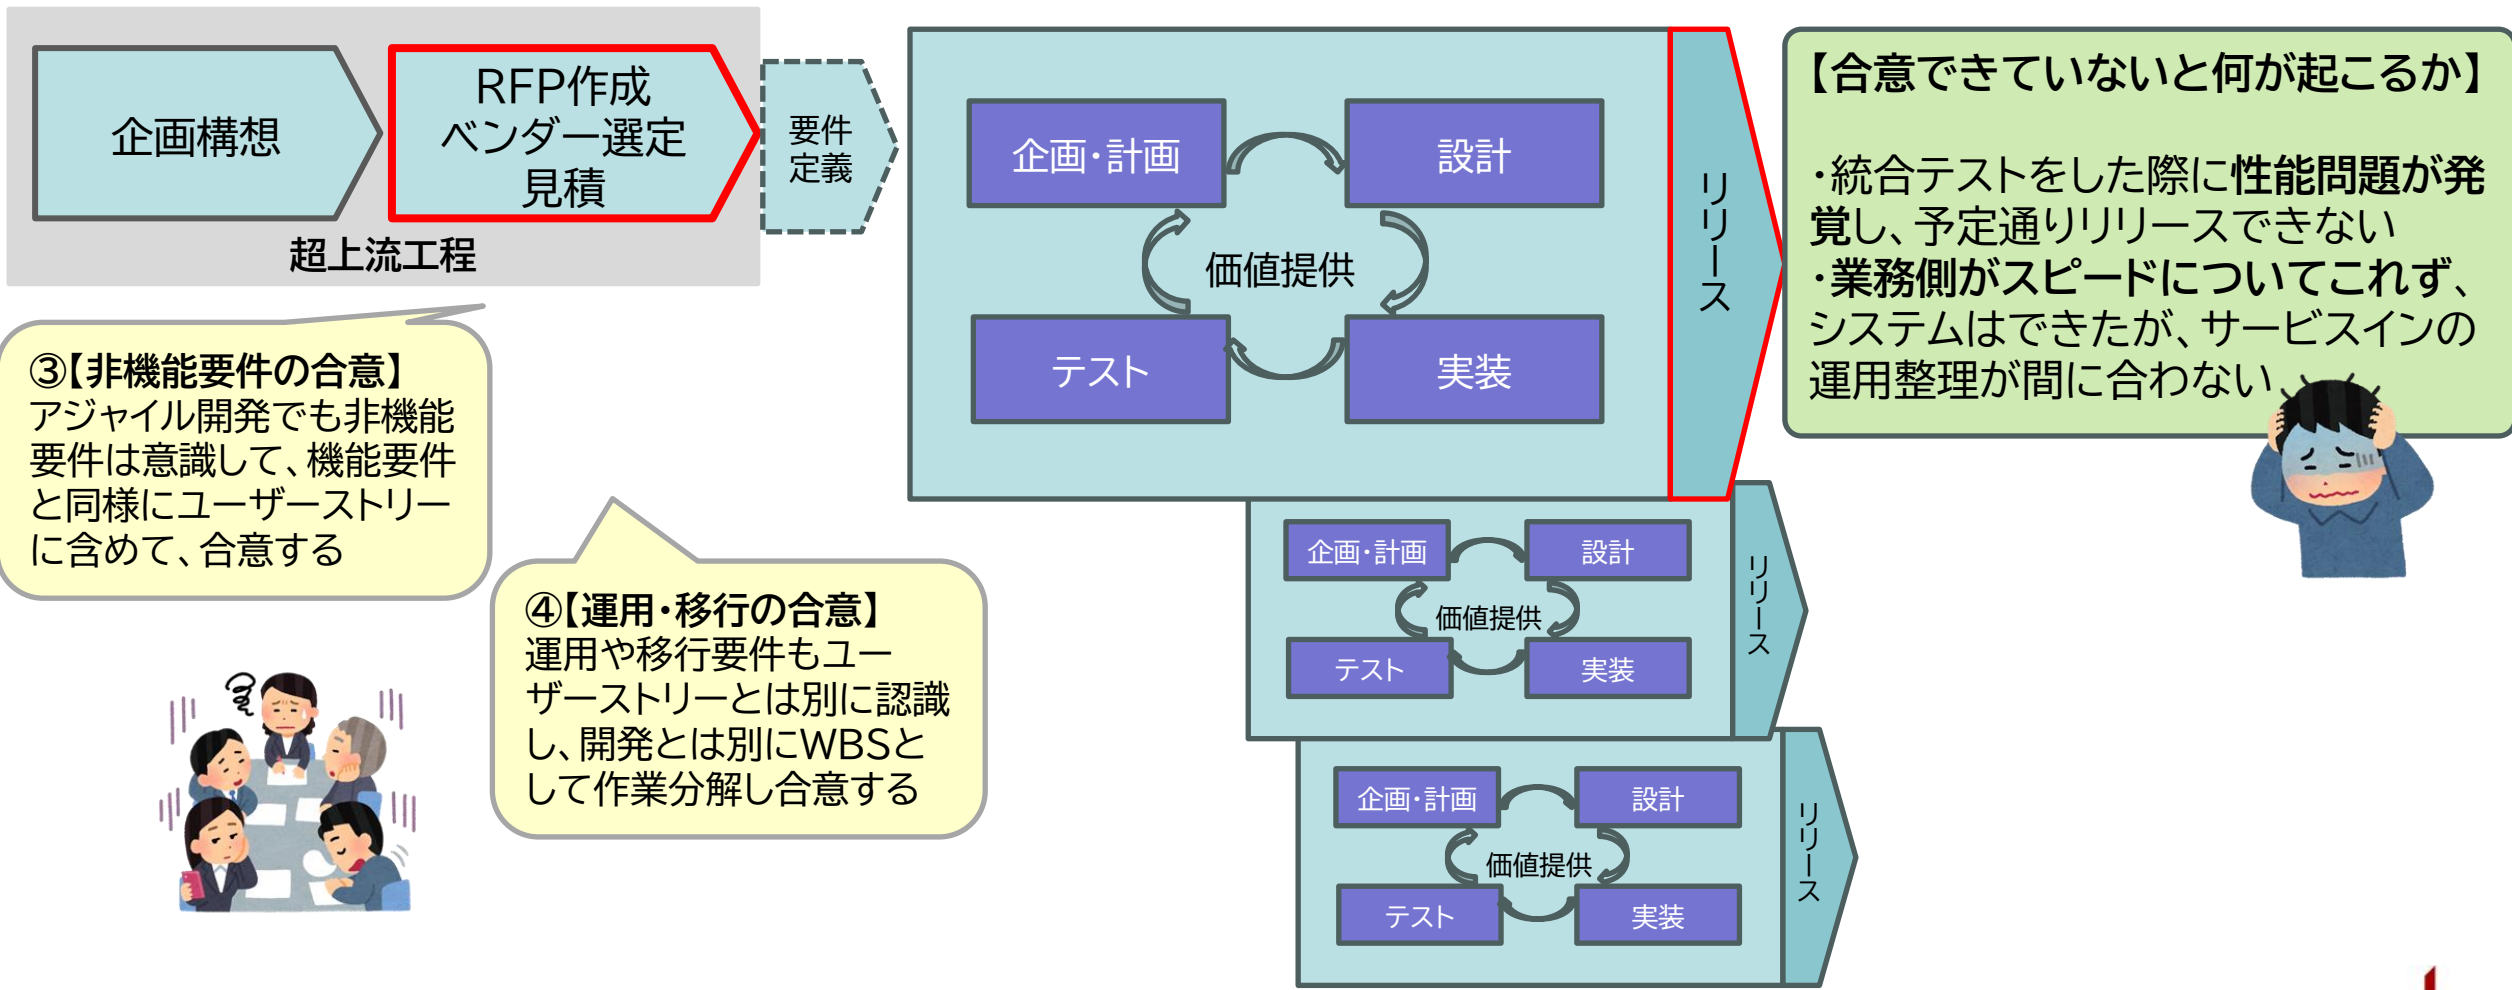 企画構想
RFP作成
ベンダー選定
見積
超上流工程
要件
定義
企画・計画
設計
価値提供
テスト
実装
リリース
【合意できていないと何が起こるか】
・統合テストをした際に性能問題が発
覚し、予定通りリリースできない
・業務側がスピードについてこれず、
システムはできたが、サービスインの
運用整理が間に合わない
③【非機能要件の合意】
アジャイル開発でも非機能
要件は意識して、機能要件
と同様にユーザーストリー
に含めて、合意する
④【運用・移行の合意】
運用や移行要件もユー
ザーストリーとは別に認識
し、開発とは別にWBSと
して作業分解し合意する
企画・計画
設計
価値提供
テスト
実装
リリース
企画・計画
設計
価値提供
テスト
実装
リリース